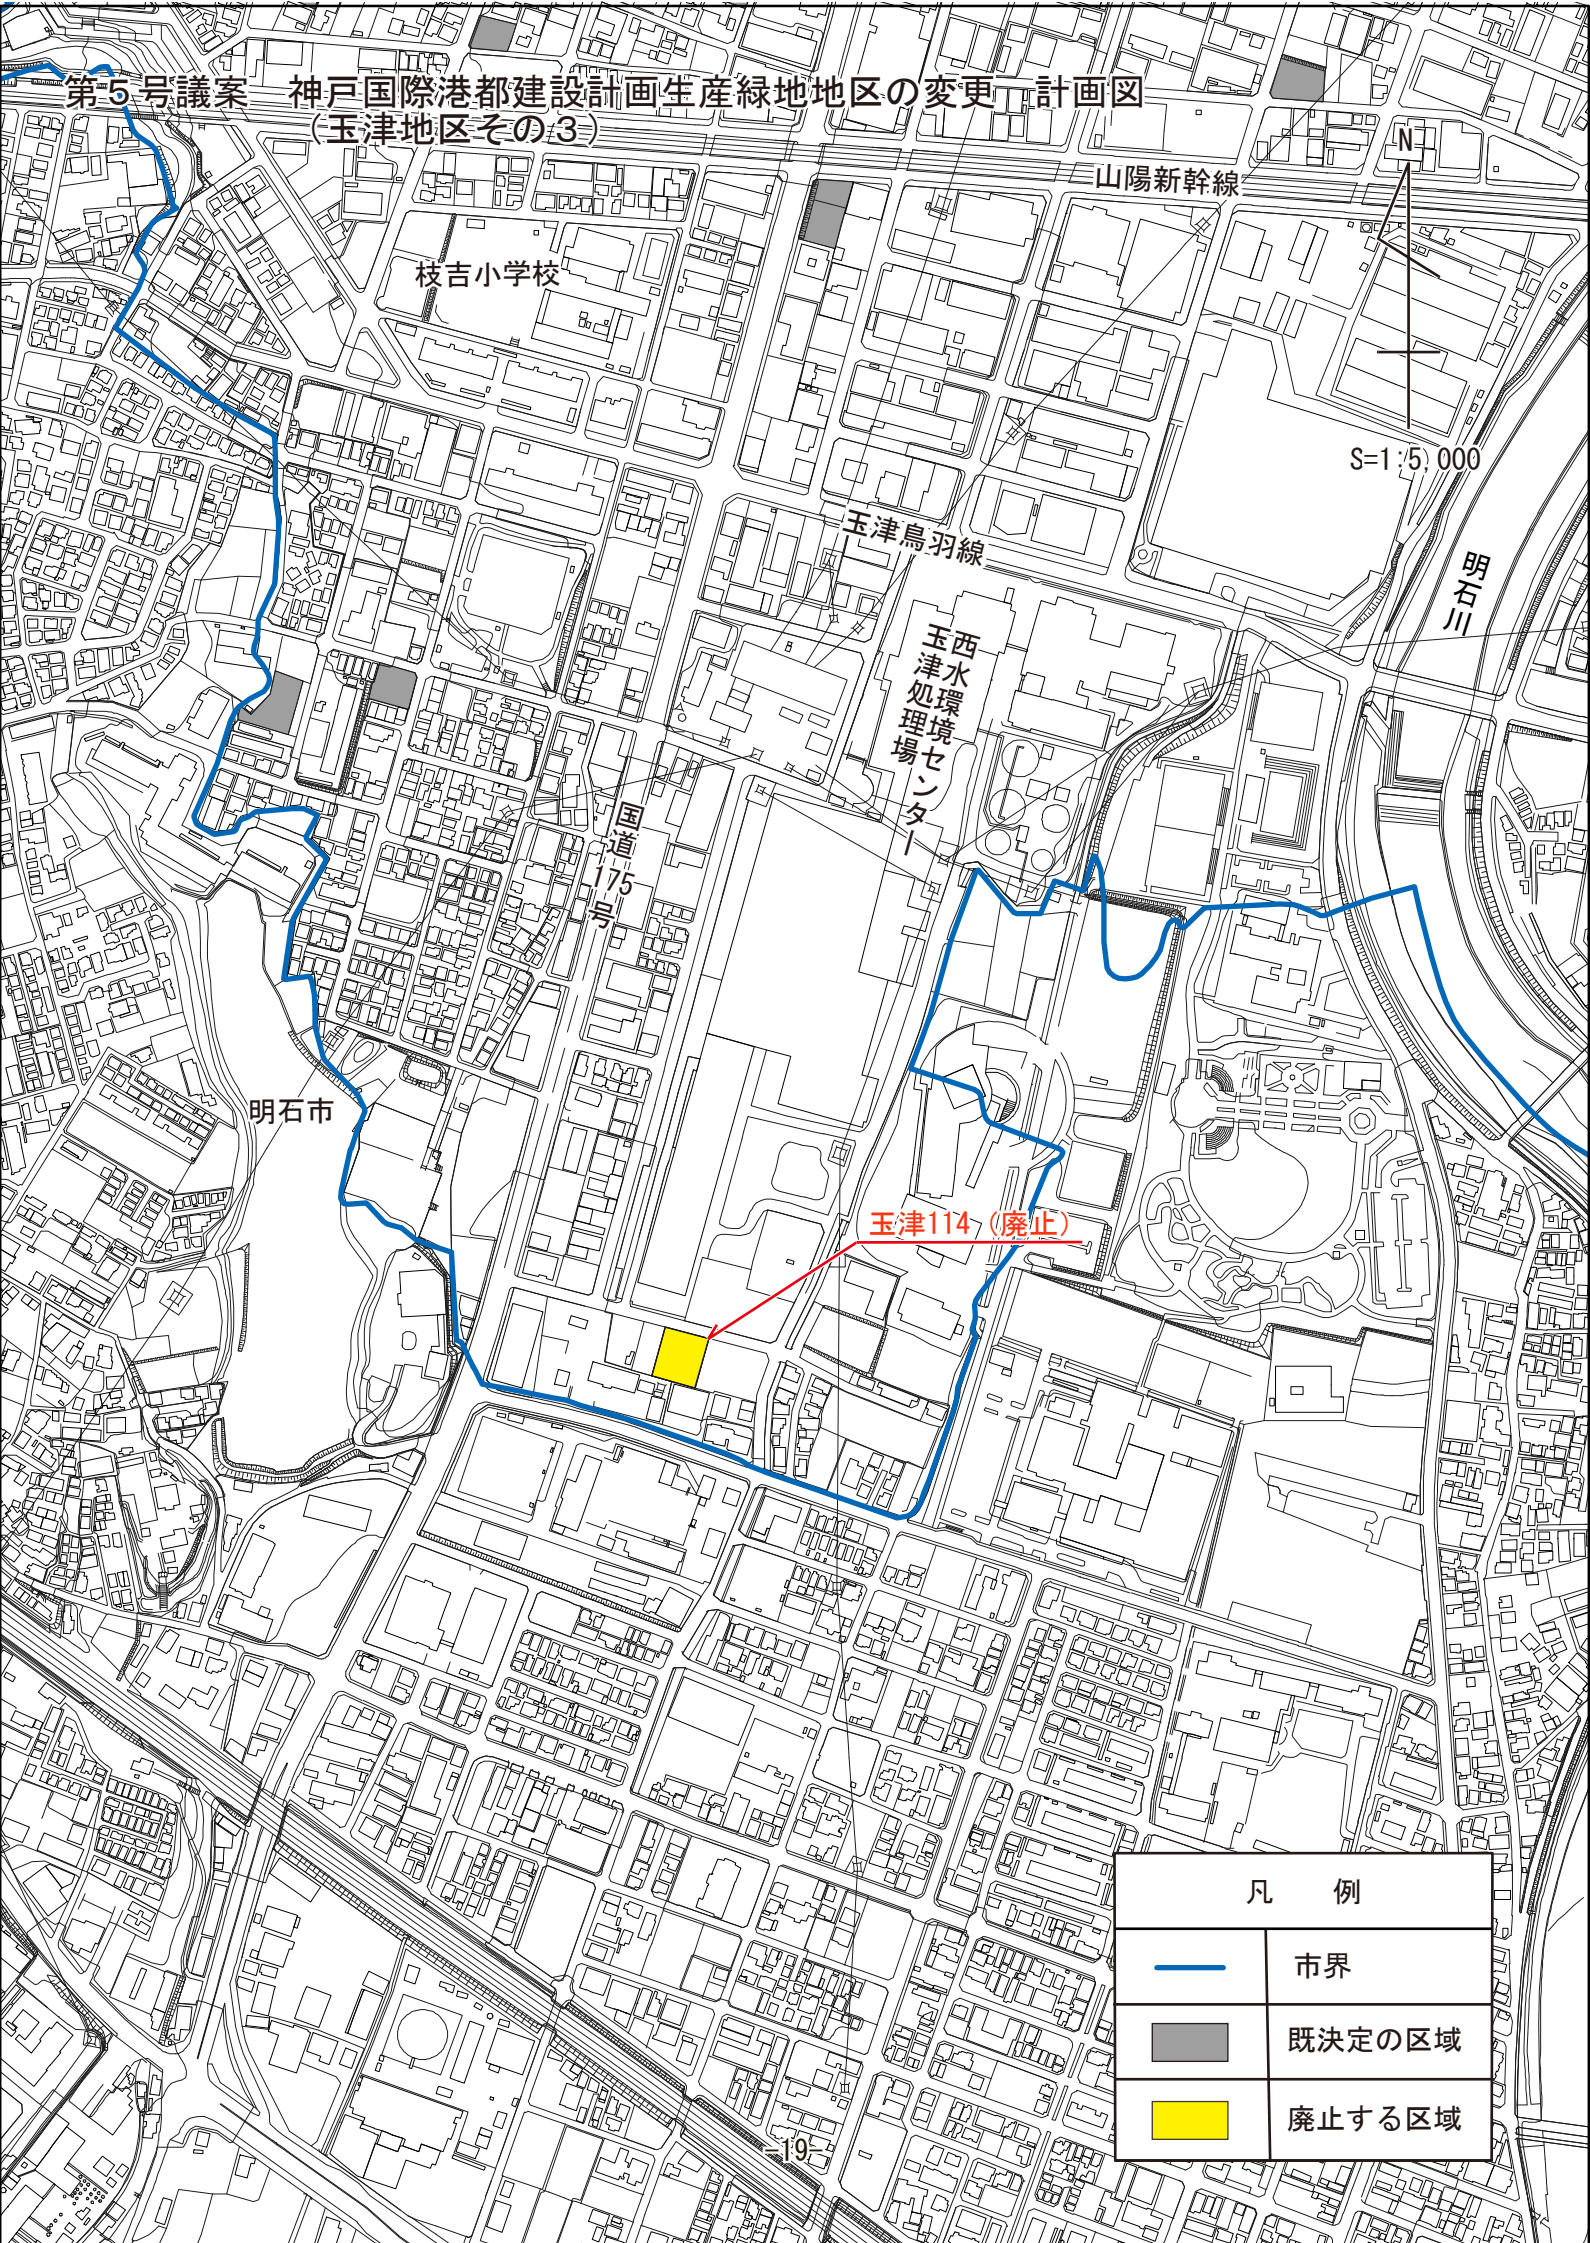 第5号議案　神戸国際港都建設計画生産緑地地区の変更　計画図
（玉津地区その3）
N
山陽新幹線
枝吉小学校
S=1:5,000
玉津鳥羽線
明石川
西水環境センター
玉津処理場
国道175号
明石市
玉津114（廃止）
凡　例
市界
既決定の区域
廃止する区域
-19-